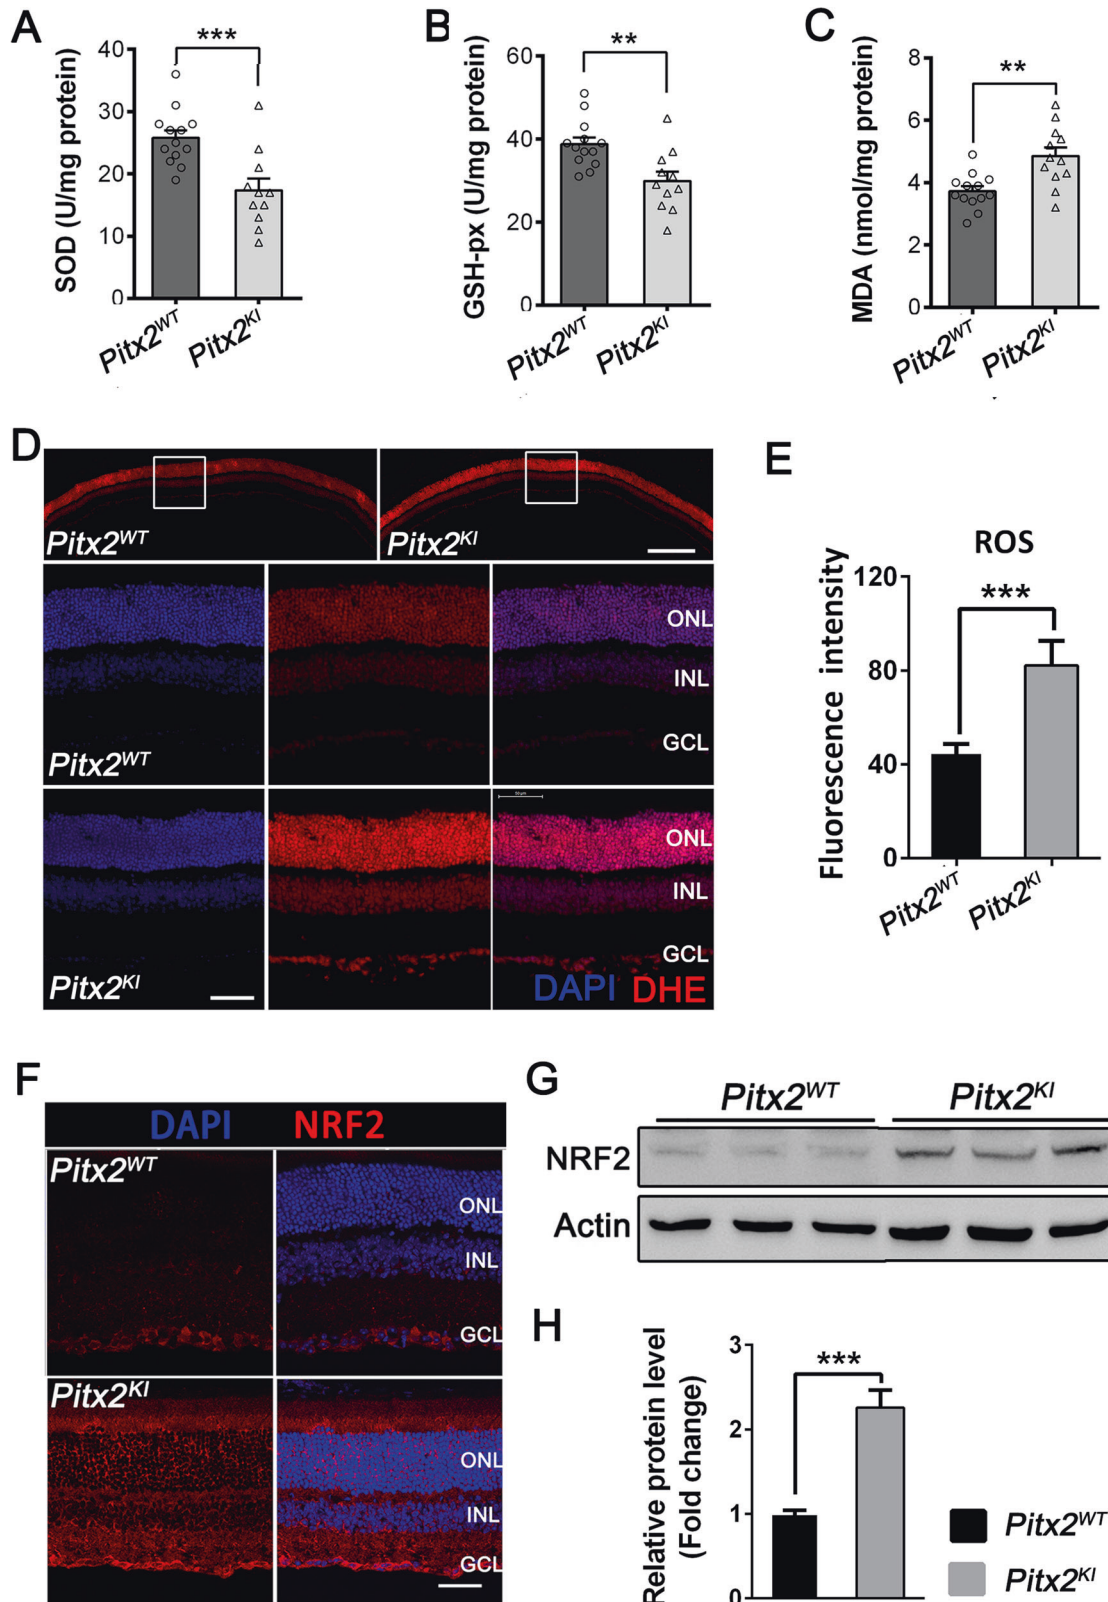 A
SOD (U/mg protein)
40
30
20
10
0
***
Pitx2WT
Pitx2KI
B
GSH-px (U/mg protein)
60
40
20
0
**
Pitx2WT
Pitx2KI
C
MDA (nmol/mg protein)
8
6
4
2
0
**
Pitx2WT
Pitx2KI
D
Pitx2WT
Pitx2KI
ONL
INL
GCL
Pitx2WT
50 μm
ONL
INL
GCL
Pitx2KI
DAPI DHE
E
ROS
Fluorescence intensity
120
80
40
0
***
Pitx2WT
Pitx2KI
F
DAPI NRF2
Pitx2WT
ONL
INL
GCL
Pitx2KI
ONL
INL
GCL
G
Pitx2WT Pitx2KI
NRF2
Actin
H
Relative protein level
(Fold change)
3
2
1
0
***
Pitx2WT
Pitx2KI